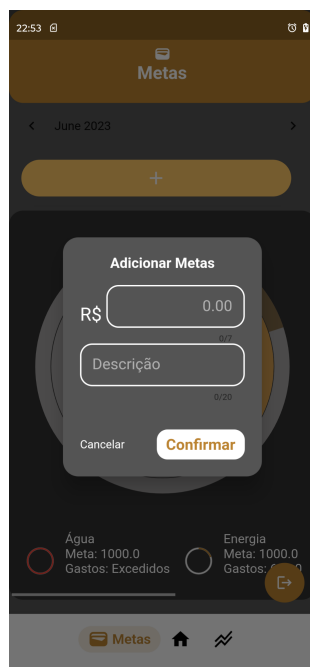 22:53
Metas
June 2023
+
Adicionar Metas
R$ 0.00
0/7
Descrição
0/20
Cancelar Confirmar
Água
Meta: 1000.0
Gastos: Excedidos
Energia
Meta: 1000.0
Gastos:
Metas